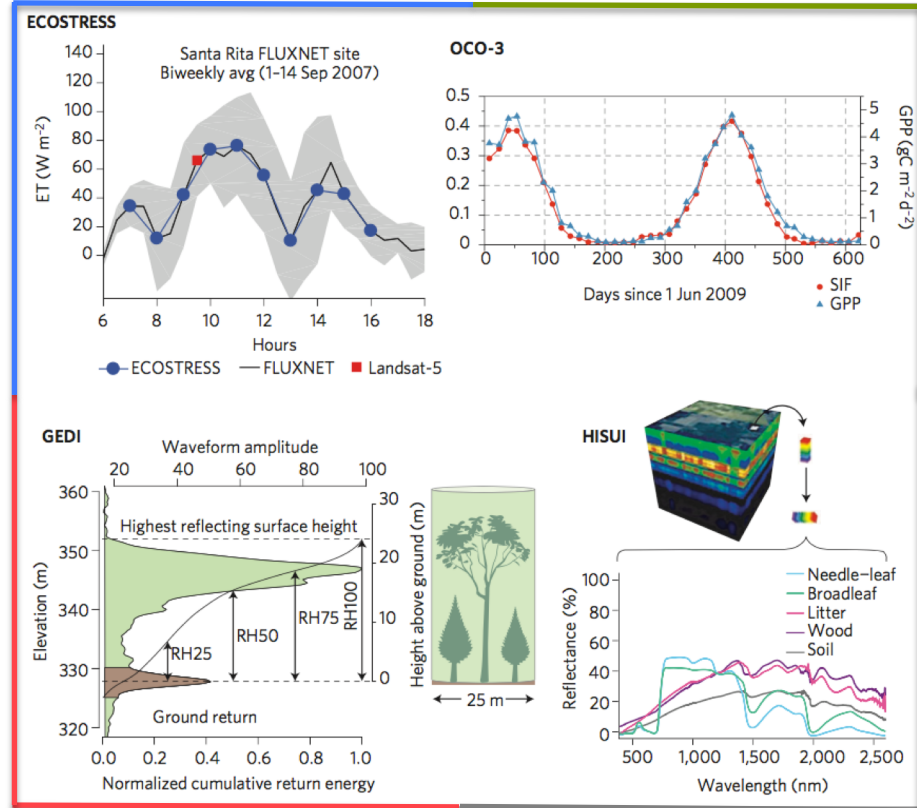 ECOSTRESS
Santa Rita FLUXNET site
Biweekly avg (1–14 Sep 2007)
140
120
100
80
60
40
20
0
ET (W m⁻²)
6 8 10 12 14 16 18
Hours
ECOSTRESS FLUXNET Landsat-5
OCO-3
0.5
0.4
0.3
0.2
0.1
0
5
4
3
2
1
0
GPP (gC m⁻² d⁻²)
0 100 200 300 400 500 600
Days since 1 Jun 2009
SIF
GPP
GEDI
Waveform amplitude
20 20 40 60 80 100
360
350
340
330
320
Elevation (m)
30
20
10
0
Height above ground (m)
Highest reflecting surface height
RH25
RH50
RH75
RH100
Ground return
0.0 0.2 0.4 0.6 0.8 1.0
Normalized cumulative return energy
25 m
HISUI
100
80
60
40
20
0
Reflectance (%)
Needle–leaf
Broadleaf
Litter
Wood
Soil
500 1,000 1,500 2,000 2,500
Wavelength (nm)